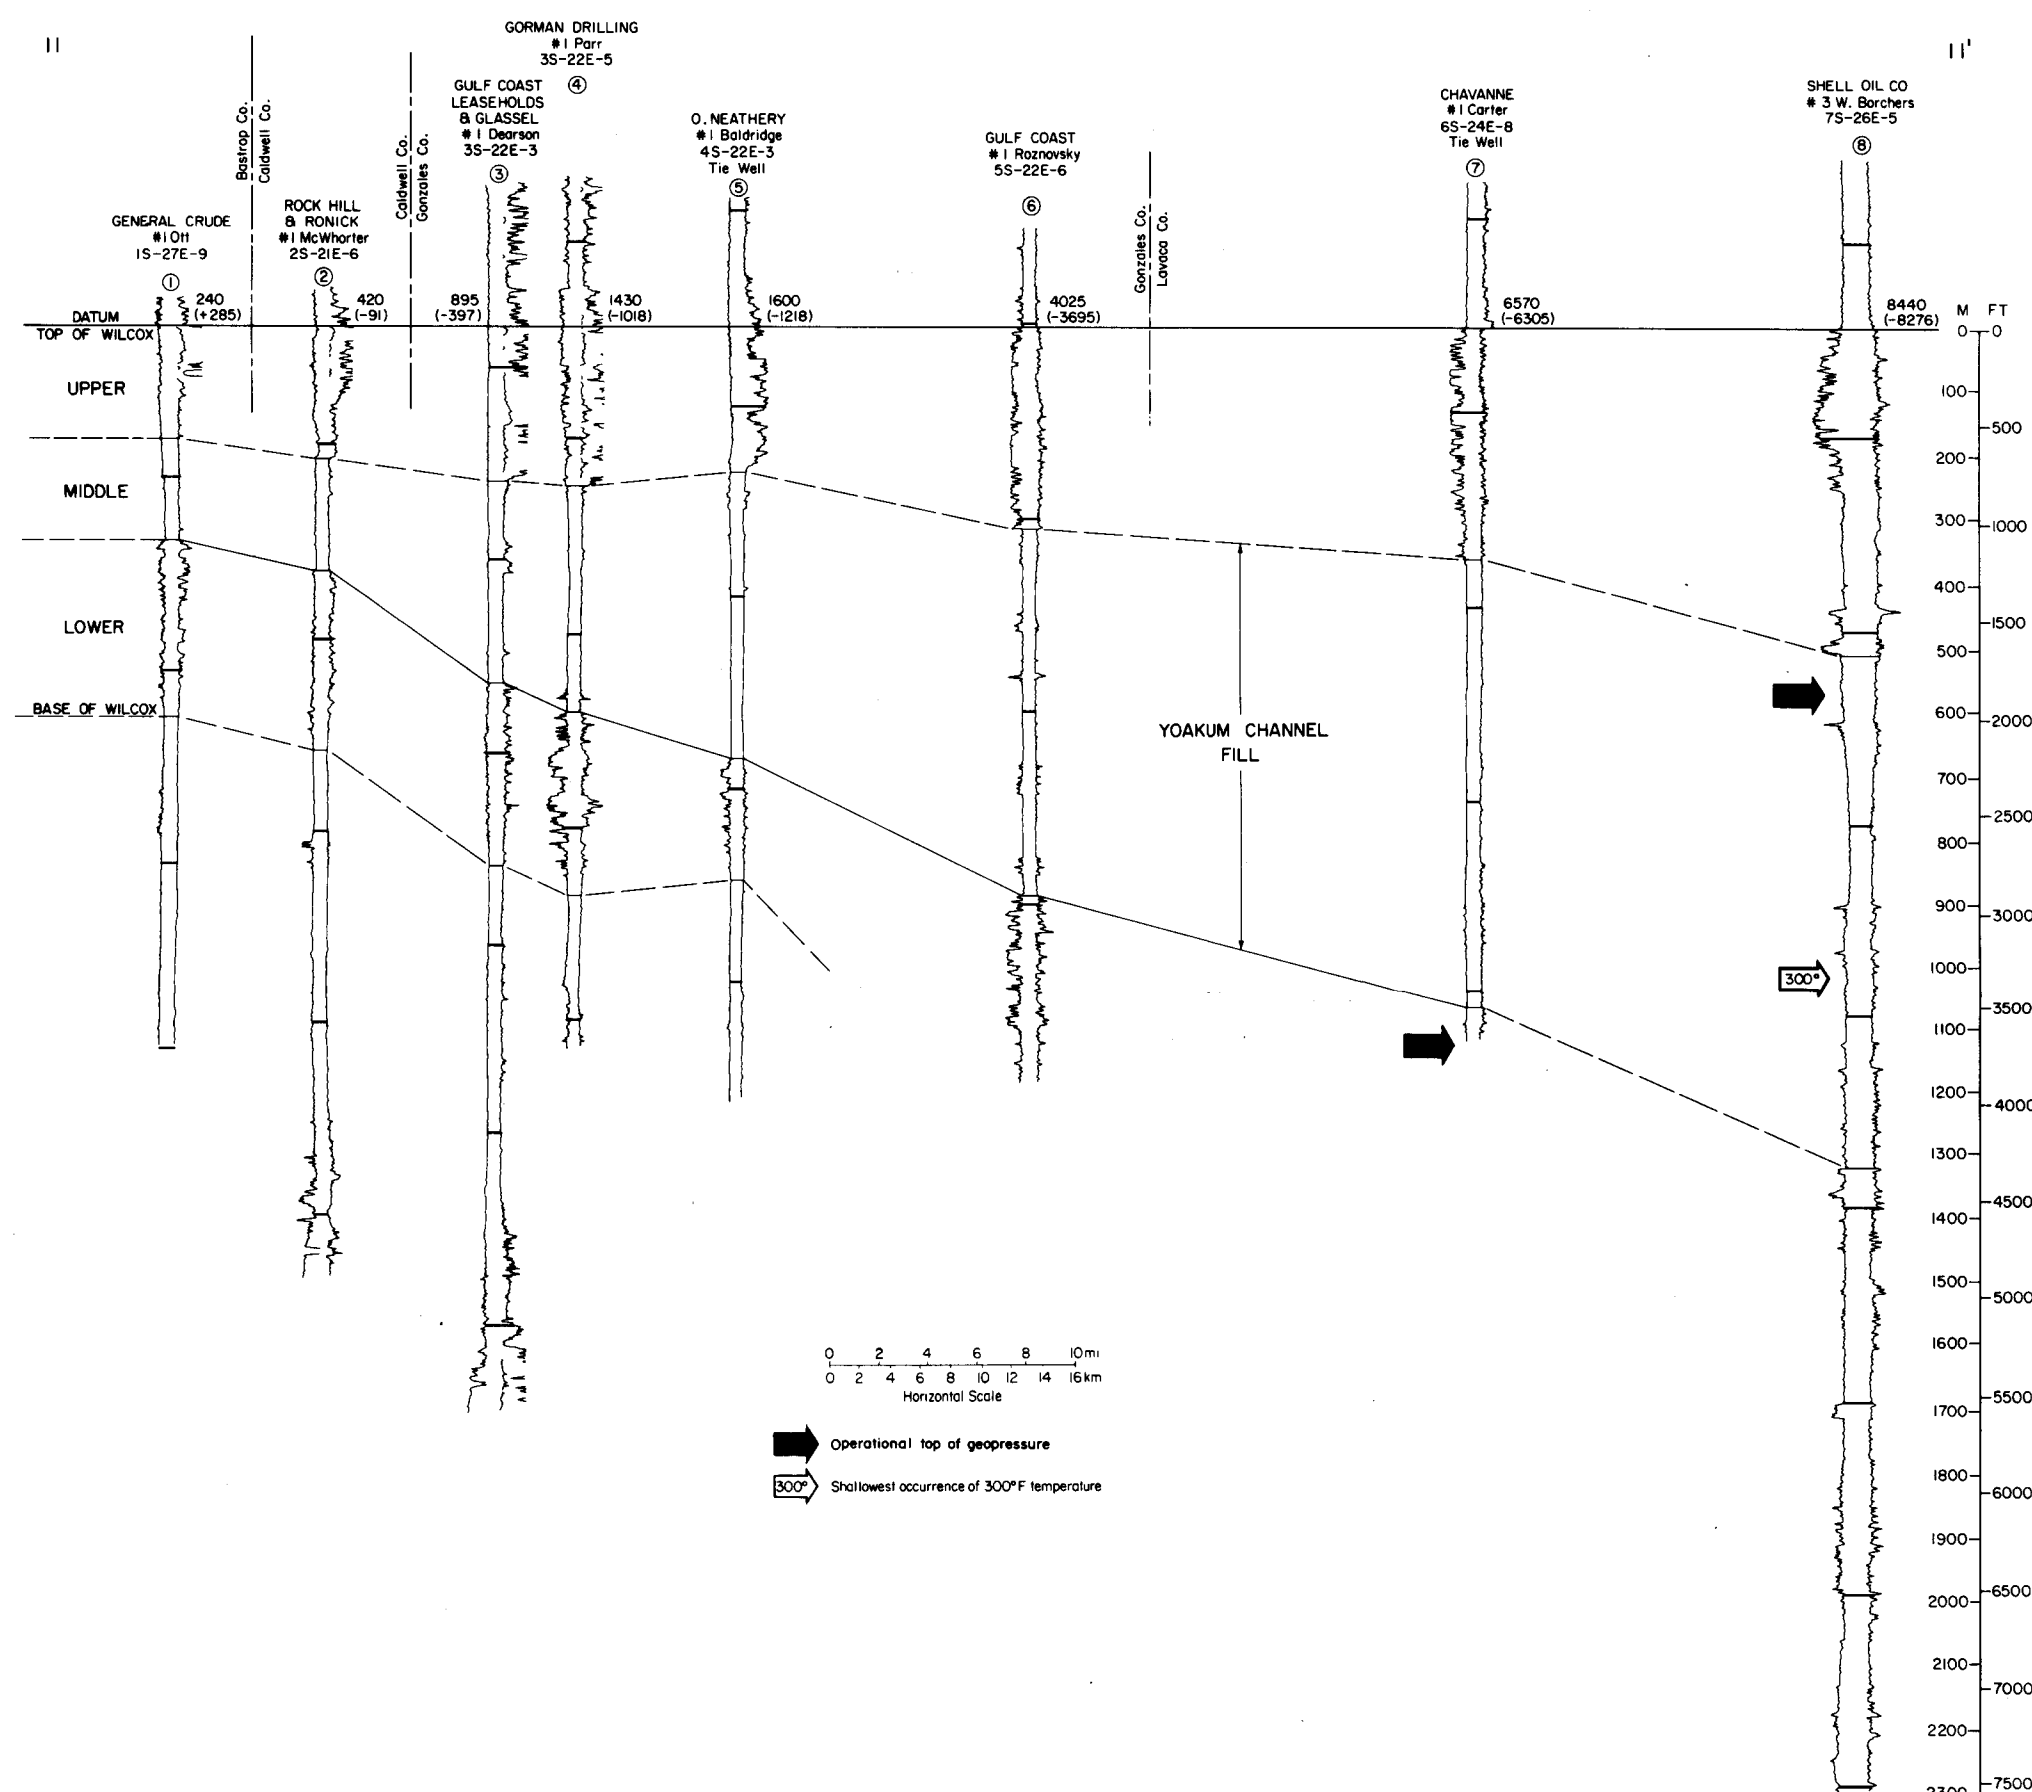 II
II'
GENERAL CRUDE
#1 Ott
1S-27E-9
①
240
(+285)
Bastrop Co.
Caldwell Co.
ROCK HILL
& RONICK
#1 McWhorter
2S-21E-6
②
420
(-91)
Caldwell Co.
Gonzales Co.
GULF COAST
LEASEHOLDS
& GLASSEL
#1 Dearson
3S-22E-3
③
895
(-397)
GORMAN DRILLING
#1 Parr
3S-22E-5
④
1430
(-1018)
O. NEATHERY
#1 Baldridge
4S-22E-3
Tie Well
⑤
1600
(-1218)
GULF COAST
#1 Roznovsky
5S-22E-6
⑥
4025
(-3695)
Gonzales Co.
Lavaca Co.
CHAVANNE
#1 Carter
6S-24E-8
Tie Well
⑦
6570
(-6305)
SHELL OIL CO
#3 W. Borchers
7S-26E-5
⑧
8440
(-8276)
DATUM
TOP OF WILCOX
UPPER
MIDDLE
LOWER
BASE OF WILCOX
YOAKUM CHANNEL
FILL
300°
M FT
0 0
100
500
200
300
1000
400
1500
500
600
2000
700
2500
800
900
3000
1000
3500
1100
1200
4000
1300
4500
1400
1500
5000
1600
5500
1700
1800
6000
1900
6500
2000
2100
7000
2200
7500
2300
0 2 4 6 8 10 mi
0 2 4 6 8 10 12 14 16 km
Horizontal Scale
Operational top of geopressure
300° Shallowest occurrence of 300°F temperature